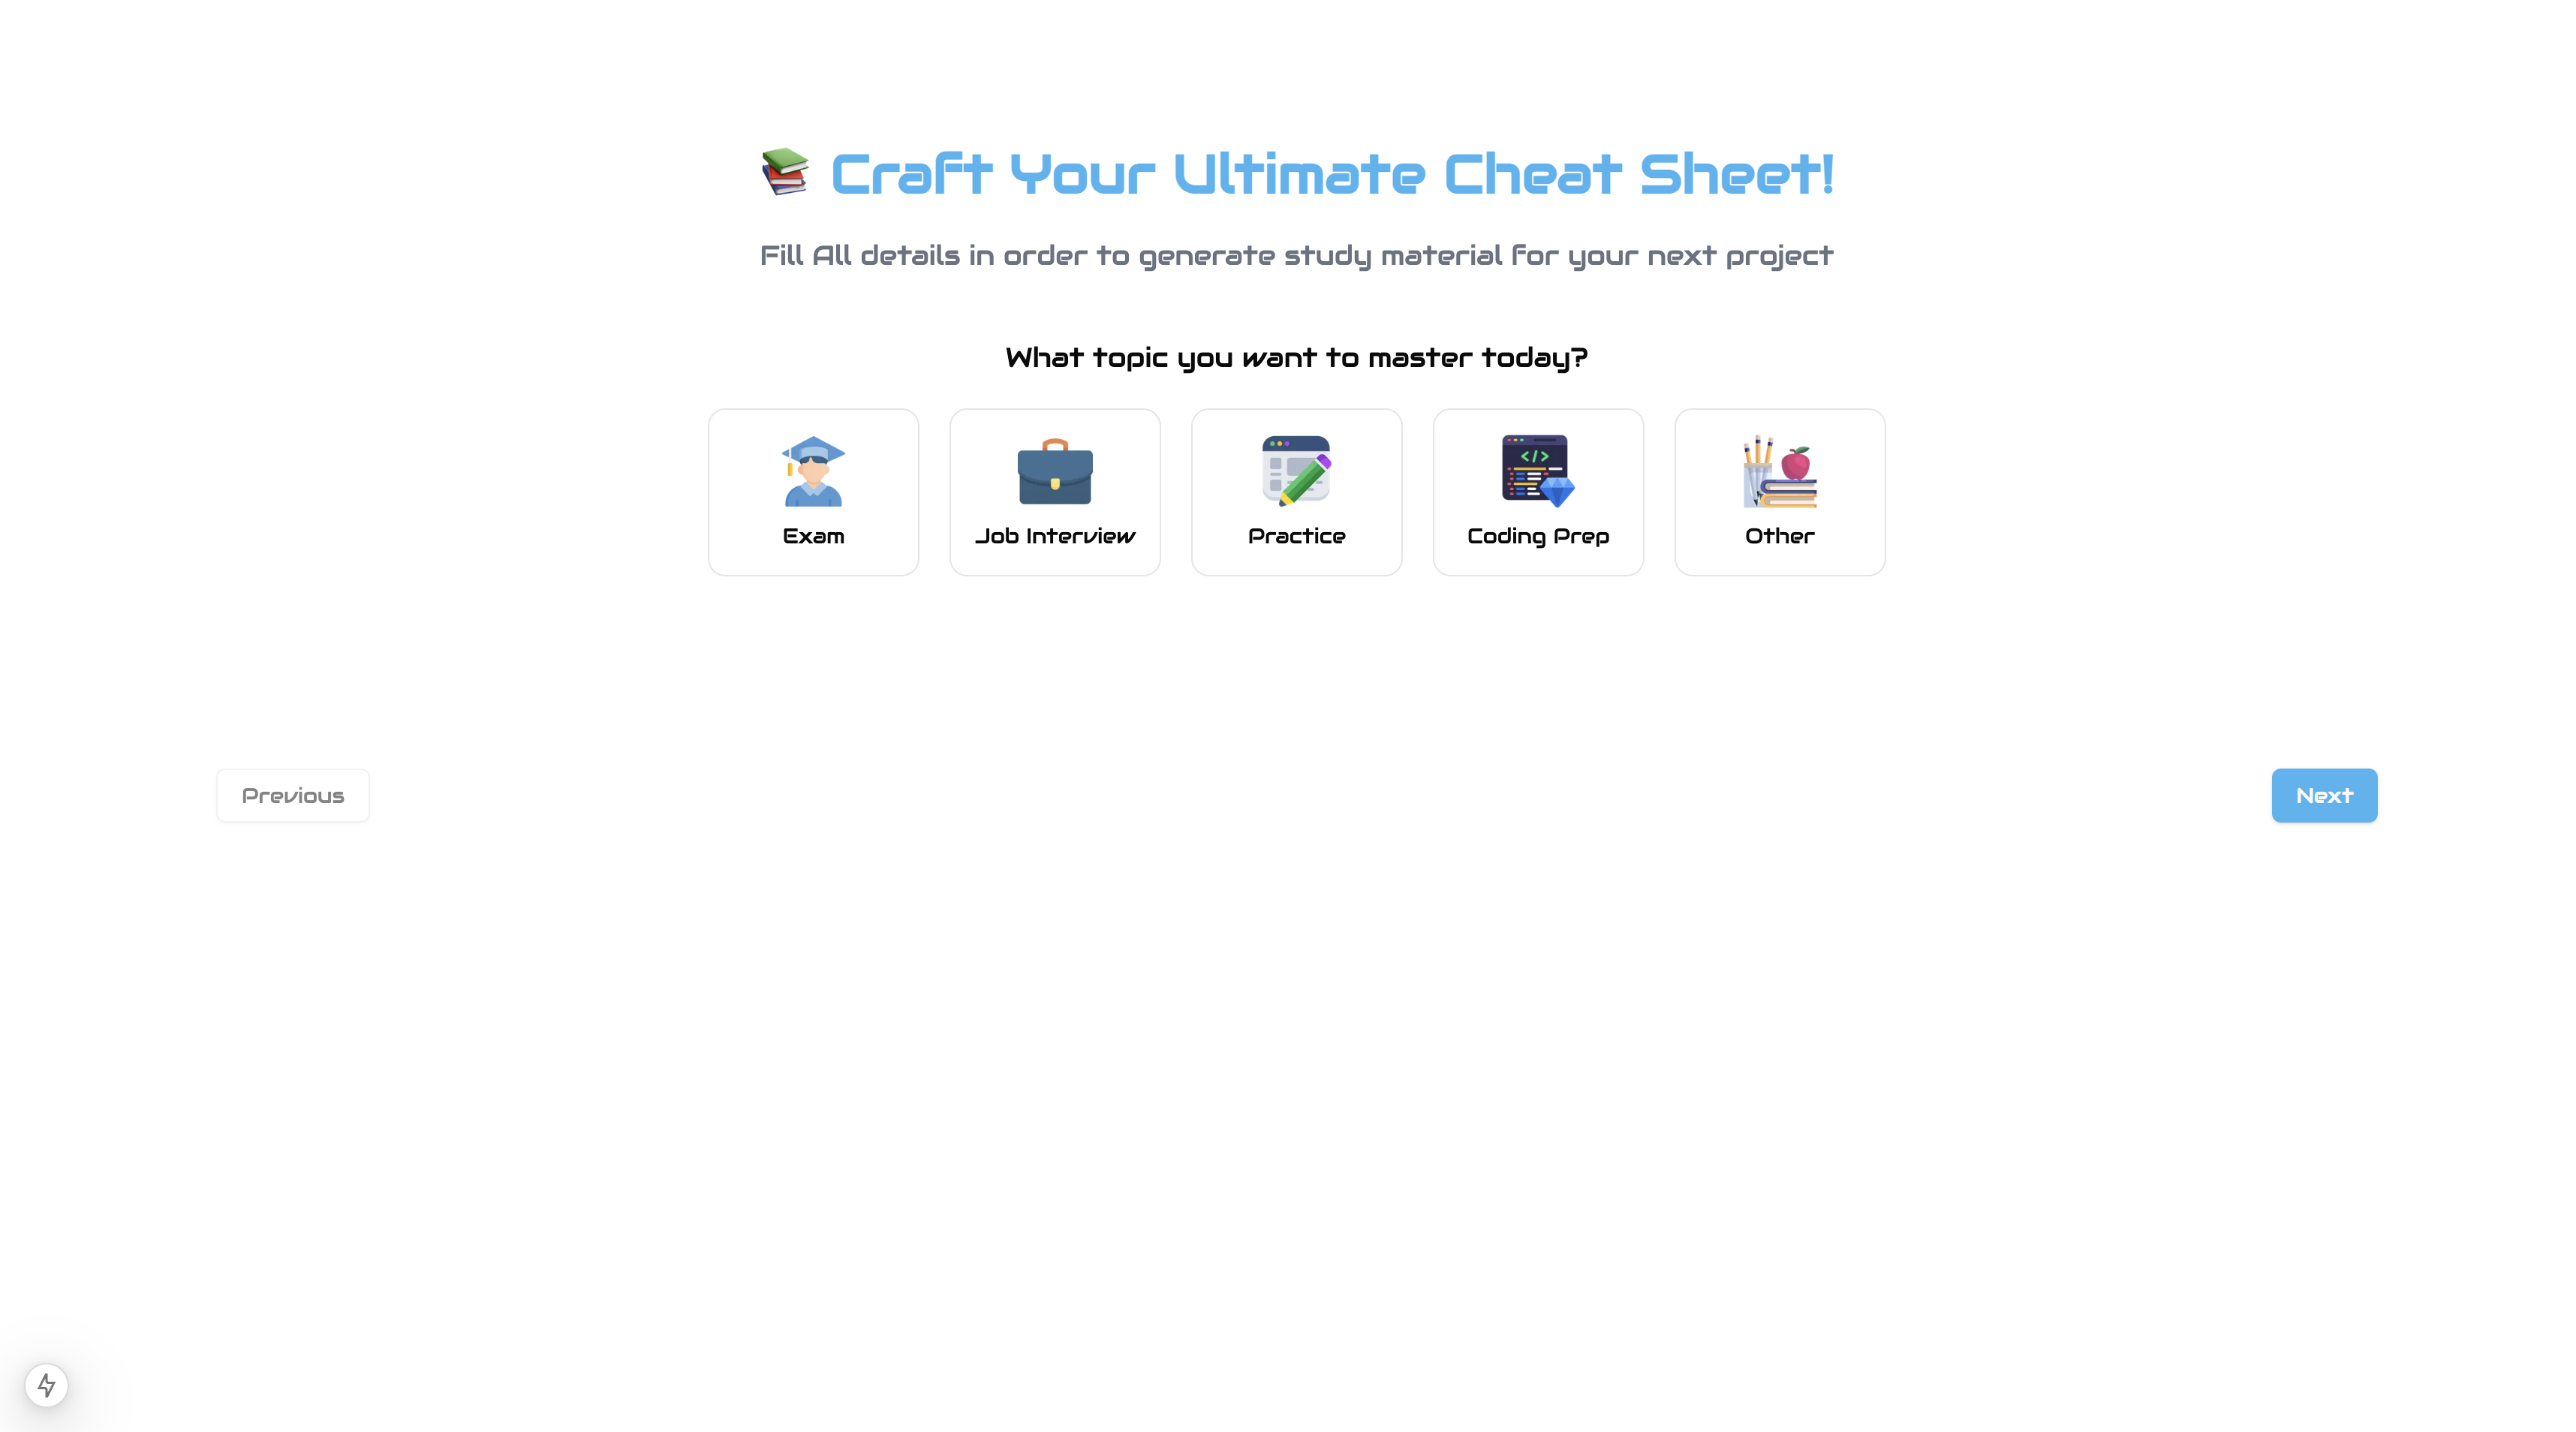 📚 Craft Your Ultimate Cheat Sheet!
Fill All details in order to generate study material for your next project
What topic you want to master today?
Exam
Job Interview
Practice
Coding Prep
Other
Previous
Next